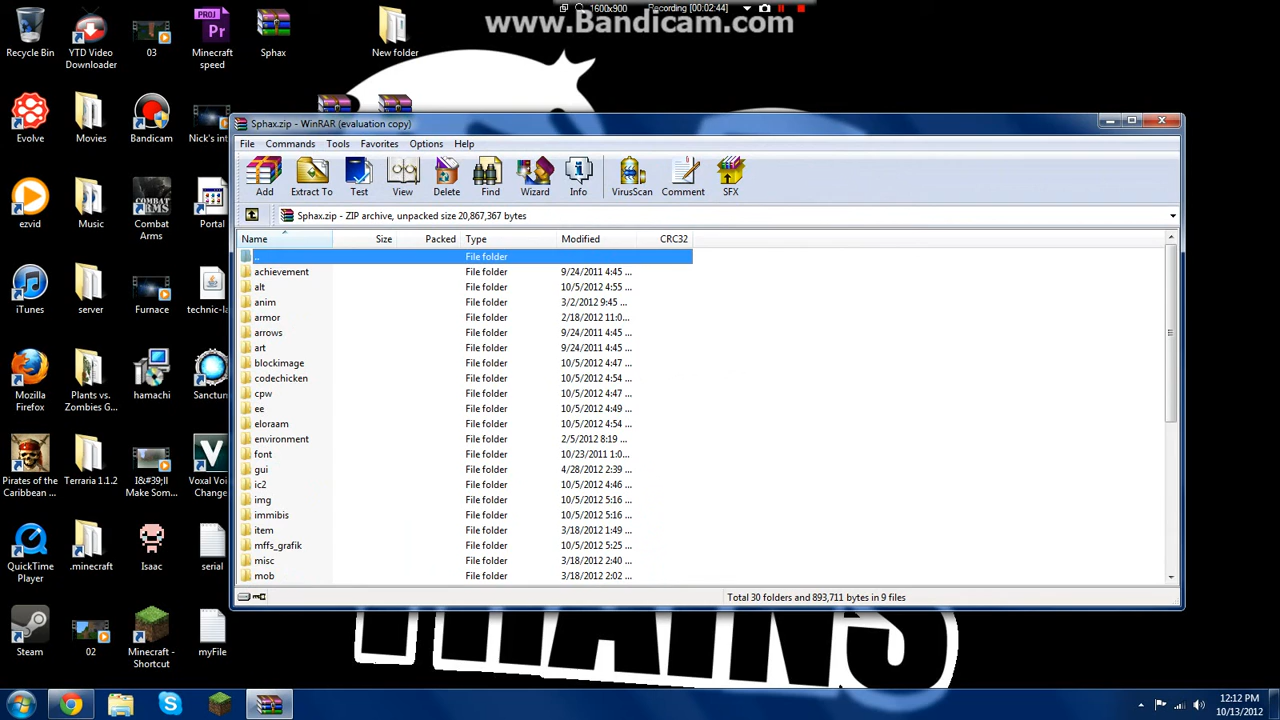 1600x900 Recording [00:02:44]
www.Bandicam.com
Recycle Bin
YTD Video Downloader
03
PROJ
Pr
Minecraft speed
Sphax
New folder
Evolve
Movies
Bandicam
Nick's int
ezvid
Music
COMBAT ARMS
Combat Arms
Portal
iTunes
server
Furnace
technic-la
Mozilla Firefox
Plants vs. Zombies G...
hamachi
Sanctu
Pirates of the Caribbean ...
Terraria 1.1.2
I&#39;ll Make Som...
Voxal Voi
Change
QuickTime Player
.minecraft
Isaac
serial
Steam
02
Minecraft - Shortcut
myFile
Sphax.zip - WinRAR (evaluation copy)
File Commands Tools Favorites Options Help
Add Extract To Test View Delete Find Wizard Info VirusScan Comment SFX
Sphax.zip - ZIP archive, unpacked size 20,867,367 bytes
Name Size Packed Type Modified CRC32
.. File folder
achievement File folder 9/24/2011 4:45 ...
alt File folder 10/5/2012 4:55 ...
anim File folder 3/2/2012 9:45 ...
armor File folder 2/18/2012 11:0...
arrows File folder 9/24/2011 4:45 ...
art File folder 9/24/2011 4:45 ...
blockimage File folder 10/5/2012 4:47 ...
codechicken File folder 10/5/2012 4:54 ...
cpw File folder 10/5/2012 4:47 ...
ee File folder 10/5/2012 4:49 ...
eloraam File folder 10/5/2012 4:54 ...
environment File folder 2/5/2012 8:19 ...
font File folder 10/23/2011 1:0...
gui File folder 4/28/2012 2:39 ...
ic2 File folder 10/5/2012 4:46 ...
img File folder 10/5/2012 5:16 ...
immibis File folder 10/5/2012 5:16 ...
item File folder 3/18/2012 1:49 ...
mffs_grafik File folder 10/5/2012 5:25 ...
misc File folder 3/18/2012 2:40 ...
mob File folder 3/18/2012 2:02 ...
Total 30 folders and 893,711 bytes in 9 files
12:12 PM
10/13/2012